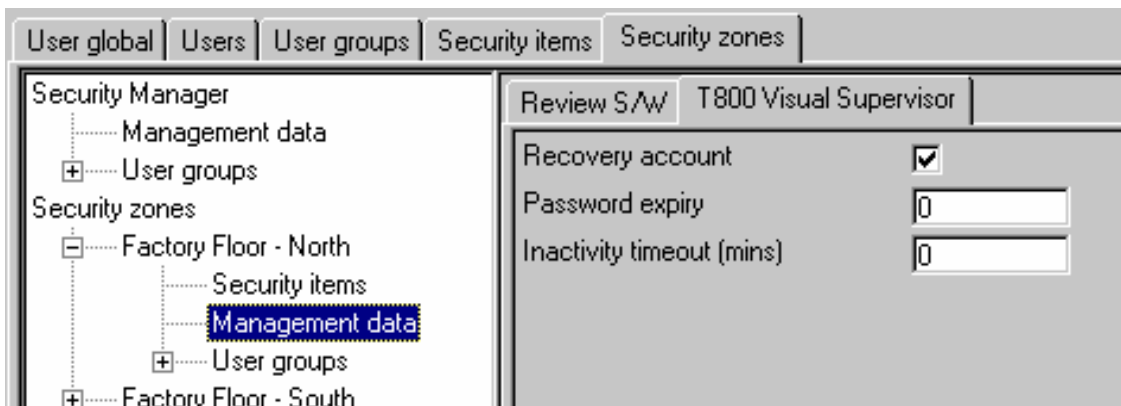 User global Users User groups Security items Security zones
Security Manager
Management data
User groups
Security zones
Factory Floor - North
Security items
Management data
User groups
Factory Floor - South
Review S/W T800 Visual Supervisor
Recovery account
Password expiry 0
Inactivity timeout (mins) 0